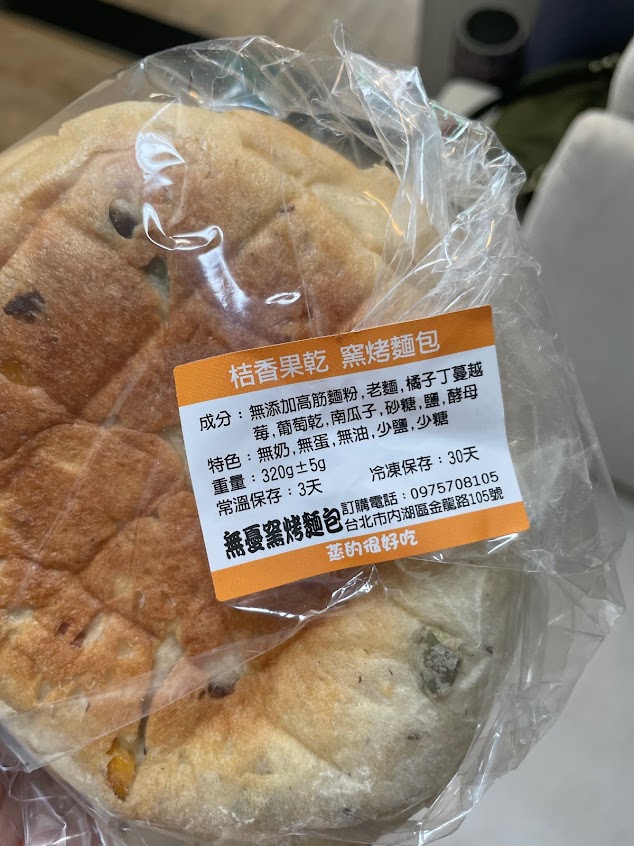 桔香果乾 窯烤麵包
成分：無添加高筋麵粉,老麵,橘子丁蔓越
莓,葡萄乾,南瓜子,砂糖,鹽,酵母
特色：無奶,無蛋,無油,少鹽,少糖
重量：320g±5g
常溫保存：3天 冷凍保存：30天
無憂窯烤麵包 訂購電話：0975708105
台北市內湖區金龍路105號
蒸的很好吃